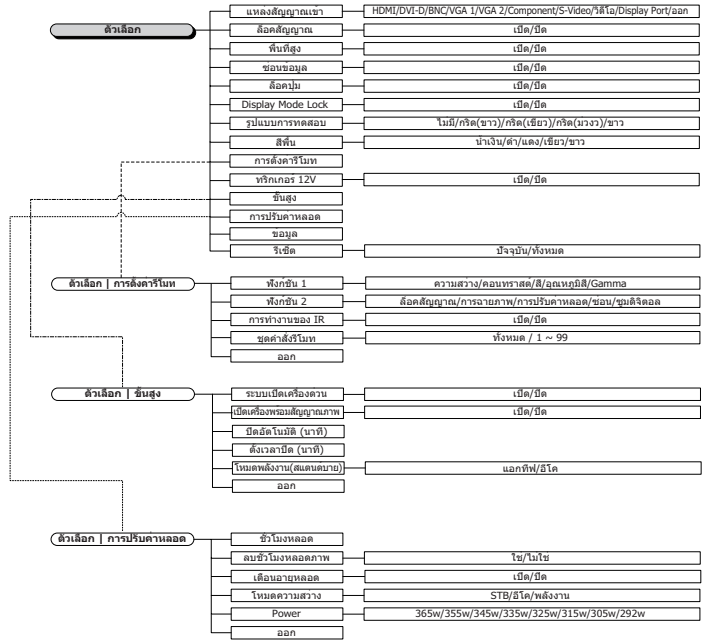 แหลงสัญญาณเขา HDMI/DVI-D/BNC/VGA 1/VGA 2/Component/S-Video/วิดีโอ/Display Port/ออก
ตัวเลือก ล็อคสัญญาณ เปิด/ปิด
พื้นที่สูง เปิด/ปิด
ซอนขอมูล เปิด/ปิด
ล็อคปุม เปิด/ปิด
Display Mode Lock เปิด/ปิด
รูปแบบการทดสอบ ไมมี/กริด(ขาว)/กริด(เขียว)/กริด(มวงว)/ขาว
สีพื้น น้ำเงิน/ดำ/แดง/เขียว/ขาว
การตั้งคารีโมท
ทริกเกอร 12V เปิด/ปิด
ขั้นสูง
การปรับคาหลอด
ขอมูล
รีเซ็ต ปัจจุบัน/ทั้งหมด
ตัวเลือก | การตั้งคารีโมท ฟังกชัน 1 ความสวาง/คอนทราสต/สี/อุณหภูมิสี/Gamma
ฟังกชัน 2 ล็อคสัญญาณ/การฉายภาพ/การปรับคาหลอด/ซอน/ซูมดิจิตอล
การทำงานของ IR เปิด/ปิด
ชุดคำสั่งรีโมท ทั้งหมด / 1 ~ 99
ออก
ตัวเลือก | ขั้นสูง ระบบเปิดเครื่องดวน เปิด/ปิด
เปิดเครื่องพรอมสัญญาณภาพ เปิด/ปิด
ปิดอัตโนมัติ (นาที)
ตั้งเวลาปิด (นาที)
โหมดพลังงาน(สแตนดบาย) แอกทีฟ/อีโค
ออก
ตัวเลือก | การปรับคาหลอด ชั่วโมงหลอด
ลบชั่วโมงหลอดภาพ ใช/ไมใช
เตือนอายุหลอด เปิด/ปิด
โหมดความสวาง STB/อีโค/พลังงาน
Power 365w/355w/345w/335w/325w/315w/305w/292w
ออก